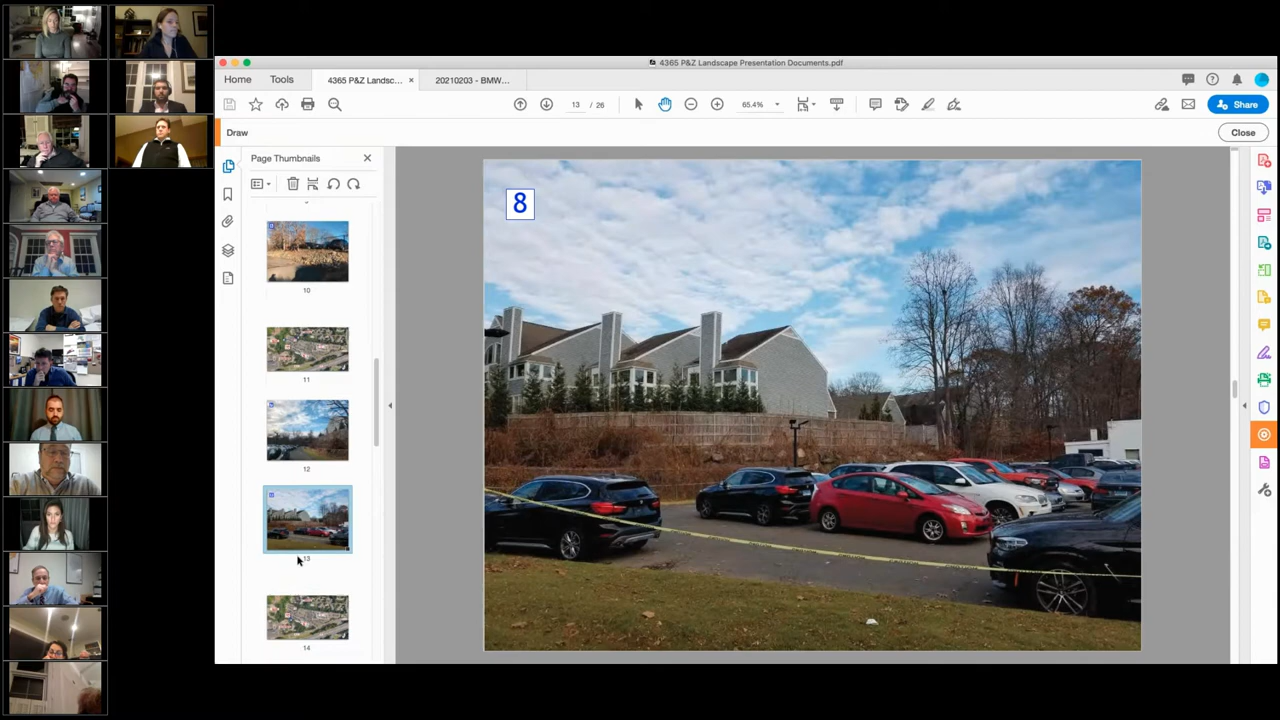 4365 P&Z Landscape Presentation Documents.pdf
Home Tools 4365 P&Z Landsc... × 20210203 - BMW...
13 / 26 65.4% Share
Draw Close
Page Thumbnails
8
10
11
12
13
14